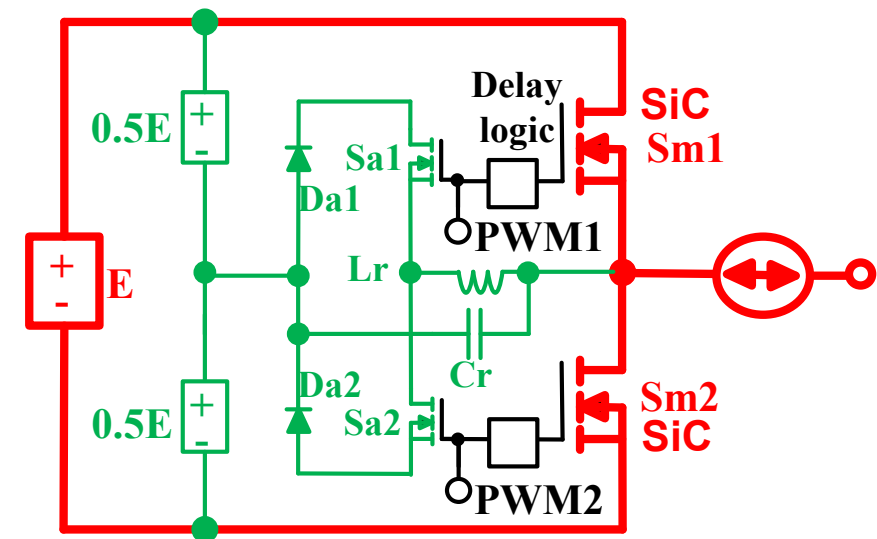 Delay
logic
SiC
Sm1
0.5E
+
-
Sa1
Da1
PWM1
+
-
E
Lr
Cr
Da2
Sa2
0.5E
+
-
Sm2
SiC
PWM2